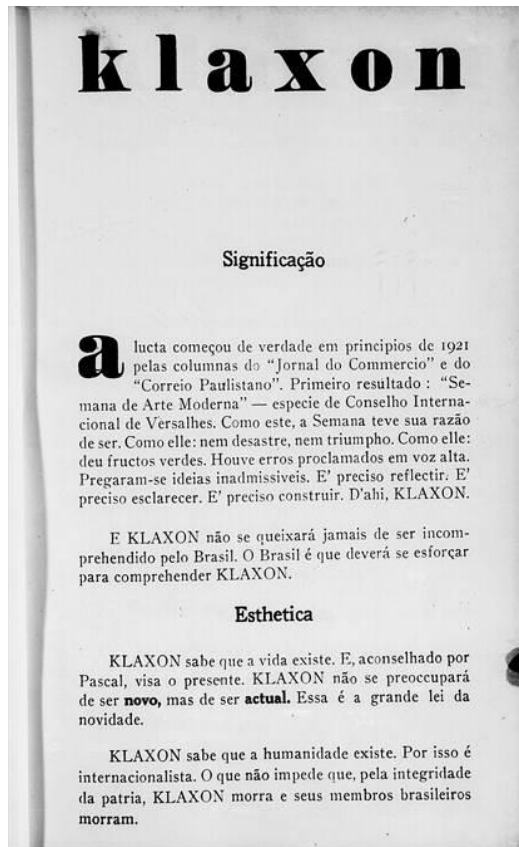 klaxon
Significação
a lucta começou de verdade em principios de 1921
pelas columnas do "Jornal do Commercio" e do
"Correio Paulistano". Primeiro resultado : "Se-
mana de Arte Moderna" — especie de Conselho Interna-
cional de Versalhes. Como este, a Semana teve sua razão
de ser. Como elle: nem desastre, nem triumpho. Como elle:
deu fructos verdes. Houve erros proclamados em voz alta.
Pregaram-se ideias inadmissiveis. E' preciso reflectir. E'
preciso esclarecer. E' preciso construir. D'ahi, KLAXON.
E KLAXON não se queixará jamais de ser incom-
prehendido pelo Brasil. O Brasil é que deverá se esforçar
para comprehender KLAXON.
Esthetica
KLAXON sabe que a vida existe. E, aconselhado por
Pascal, visa o presente. KLAXON não se preoccupará
de ser novo, mas de ser actual. Essa é a grande lei da
novidade.
KLAXON sabe que a humanidade existe. Por isso é
internacionalista. O que não impede que, pela integridade
da patria, KLAXON morra e seus membros brasileiros
morram.